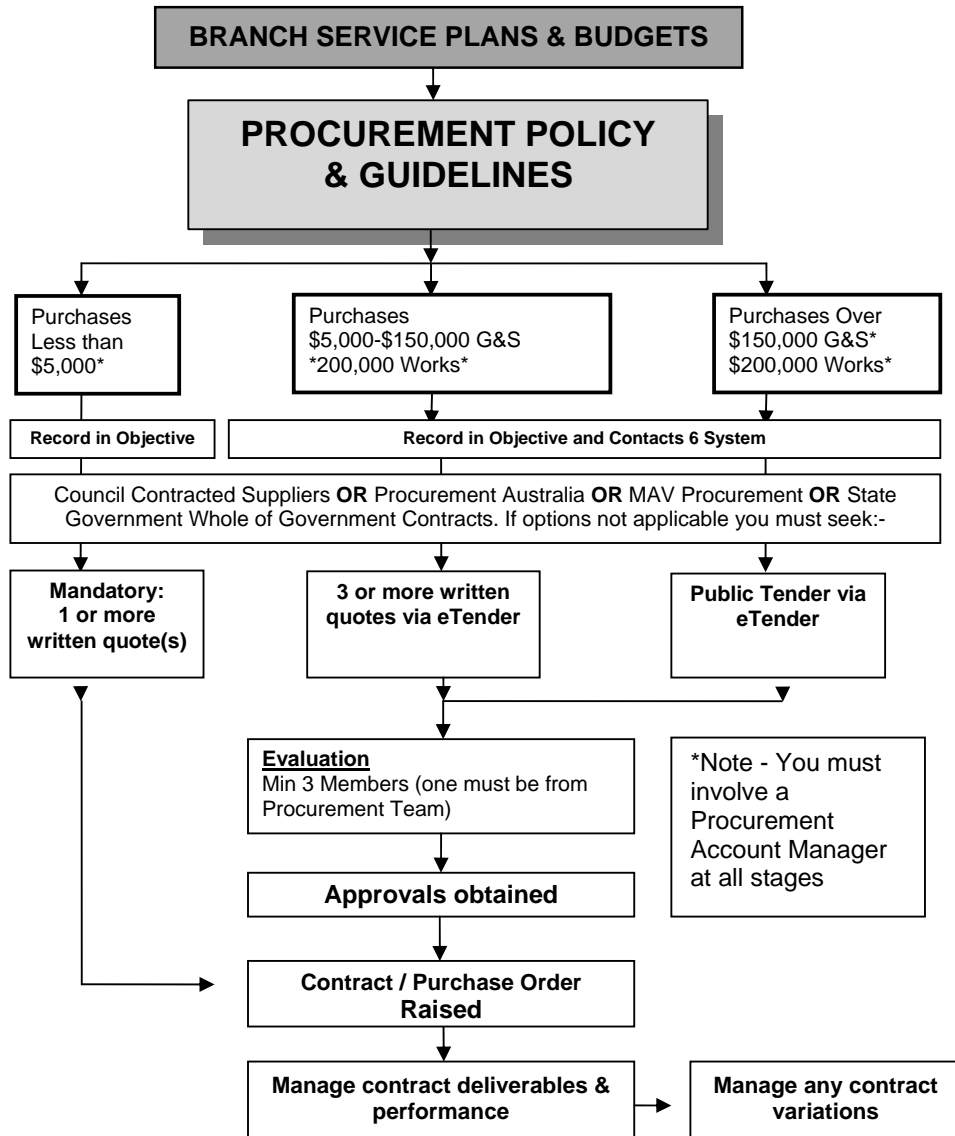 BRANCH SERVICE PLANS & BUDGETS
PROCUREMENT POLICY
& GUIDELINES
Purchases
Less than
$5,000*
Purchases
$5,000-$150,000 G&S
*200,000 Works*
Purchases Over
$150,000 G&S*
$200,000 Works*
Record in Objective
Record in Objective and Contacts 6 System
Council Contracted Suppliers OR Procurement Australia OR MAV Procurement OR State
Government Whole of Government Contracts. If options not applicable you must seek:-
Mandatory:
1 or more
written quote(s)
3 or more written
quotes via eTender
Public Tender via
eTender
Evaluation
Min 3 Members (one must be from
Procurement Team)
*Note - You must
involve a
Procurement
Account Manager
at all stages
Approvals obtained
Contract / Purchase Order
Raised
Manage contract deliverables &
performance
Manage any contract
variations